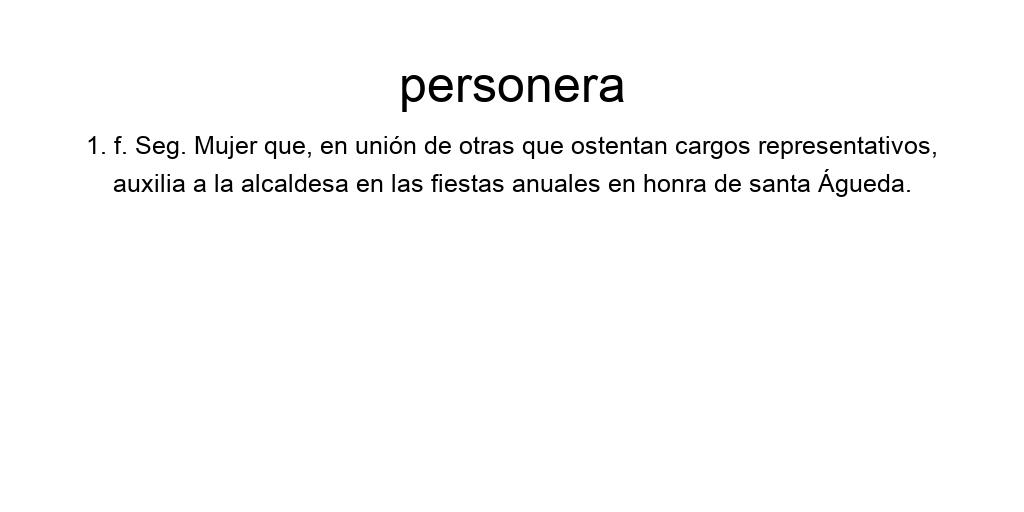 personera
1. f. Seg. Mujer que, en unión de otras que ostentan cargos representativos,
auxilia a la alcaldesa en las fiestas anuales en honra de santa Águeda.